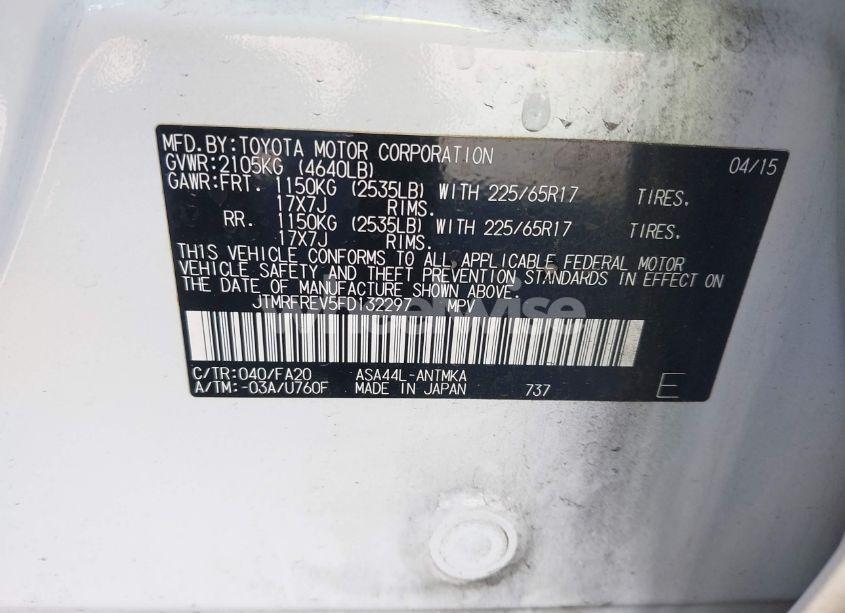 MFD.BY:TOYOTA MOTOR CORPORATION 04/15
GVWR:2105KG (4640LB)
GAWR:FRT. 1150KG (2535LB) WITH 225/65R17 TIRES,
17X7J RIMS.
RR. 1150KG (2535LB) WITH 225/65R17 TIRES,
17X7J RIMS.
THIS VEHICLE CONFORMS TO ALL APPLICABLE FEDERAL MOTOR
VEHICLE SAFETY AND THEFT PREVENTION STANDARDS IN EFFECT ON
THE DATE OF MANUFACTURE SHOWN ABOVE.
JTMRFREV5FD132297 MPV
C/TR:040/FA20 ASA44L-ANTMKA
A/TM:-03A/U760F MADE IN JAPAN 737 E